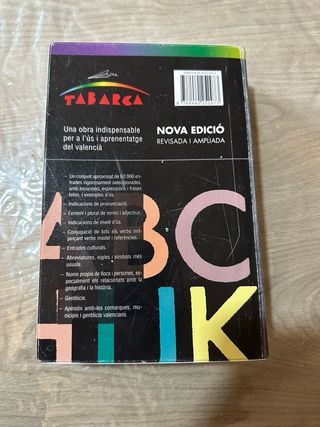 TABARCA
Una obra indispensable
per a l'ús i aprenentatge
del valencià
NOVA EDICIÓ
REVISADA I AMPLIADA
- Un conjunt aproximat de 60.000 en-
trades rigorosament seleccionades,
amb locucions, expressions i frases
fetes, i exemples d'ús.
- Indicacions de pronunciació.
- Femení i plural de noms i adjectius.
- Indicacions de nivell d'ús.
- Conjugació de tots els verbs mit-
jançant verbs model i referències.
- Entrades culturals.
- Abreviatures, sigles i símbols més
usuals.
- Noms propis de llocs i persones, es-
pecialment els relacionats amb la
geografia i la història.
- Gentilicis.
- Apèndix amb les comarques, mu-
nicipis i gentilicis valencians.
ABC
IJK